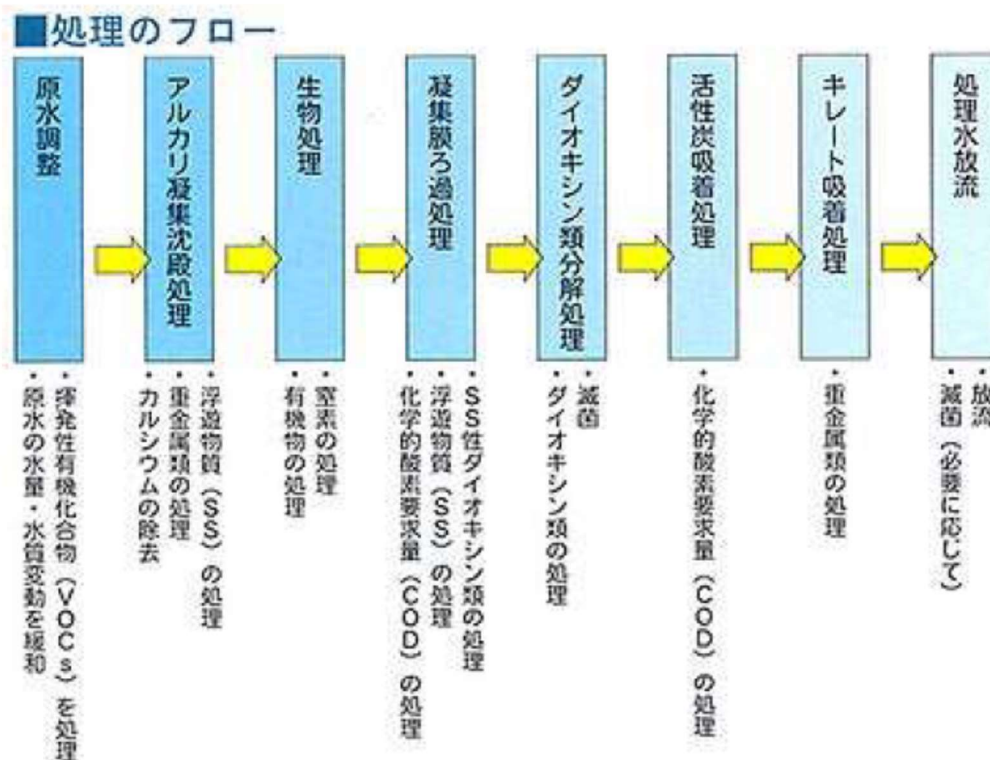 ■処理のフロー
原水調整
・揮発性有機化合物（VOCs）を処理
・原水の水量・水質変動を緩和
アルカリ凝集沈殿処理
・浮遊物質（SS）の処理
・重金属類の処理
・カルシウムの除去
生物処理
・窒素の処理
・有機物の処理
凝集膜ろ過処理
・SS性ダイオキシン類の処理
・浮遊物質（SS）の処理
・化学的酸素要求量（COD）の処理
ダイオキシン類分解処理
・滅菌
・ダイオキシン類の処理
活性炭吸着処理
・化学的酸素要求量（COD）の処理
キレート吸着処理
・重金属類の処理
処理水放流
・放流
・滅菌（必要に応じて）